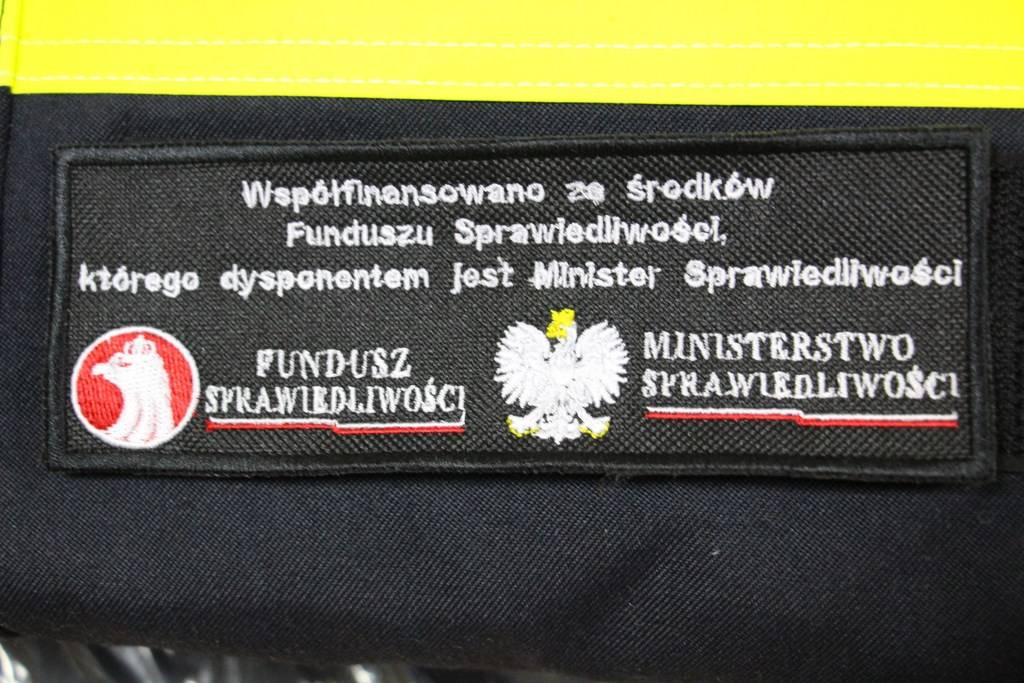 Współfinansowano ze środków
Funduszu Sprawiedliwości,
którego dysponentem jest Minister Sprawiedliwości
FUNDUSZ
SPRAWIEDLIWOŚCI
MINISTERSTWO
SPRAWIEDLIWOŚCI